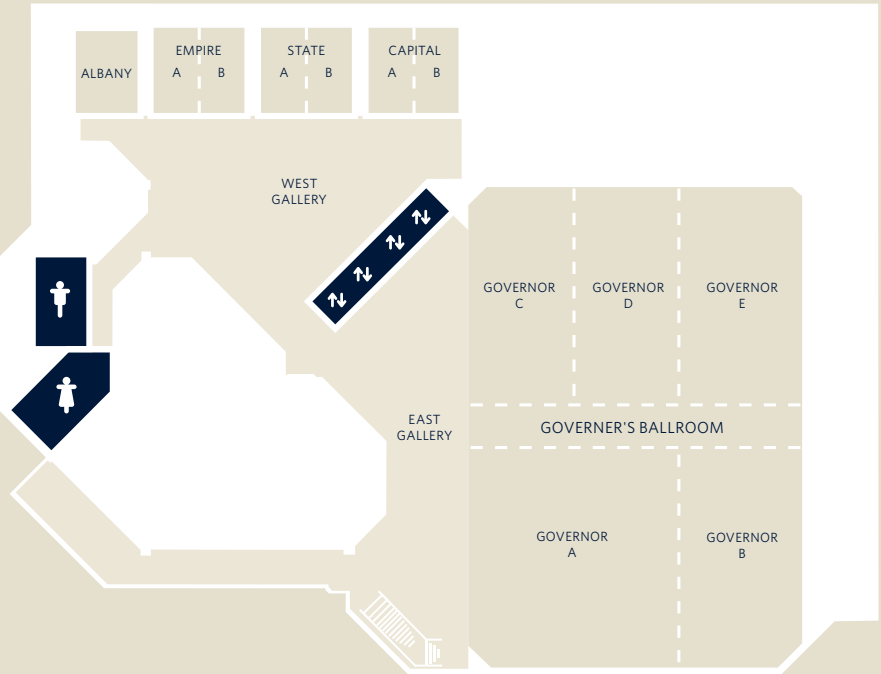 ALBANY
EMPIRE
A B
STATE
A B
CAPITAL
A B
WEST
GALLERY
GOVERNOR
C
GOVERNOR
D
GOVERNOR
E
EAST
GALLERY
GOVERNER'S BALLROOM
GOVERNOR
A
GOVERNOR
B